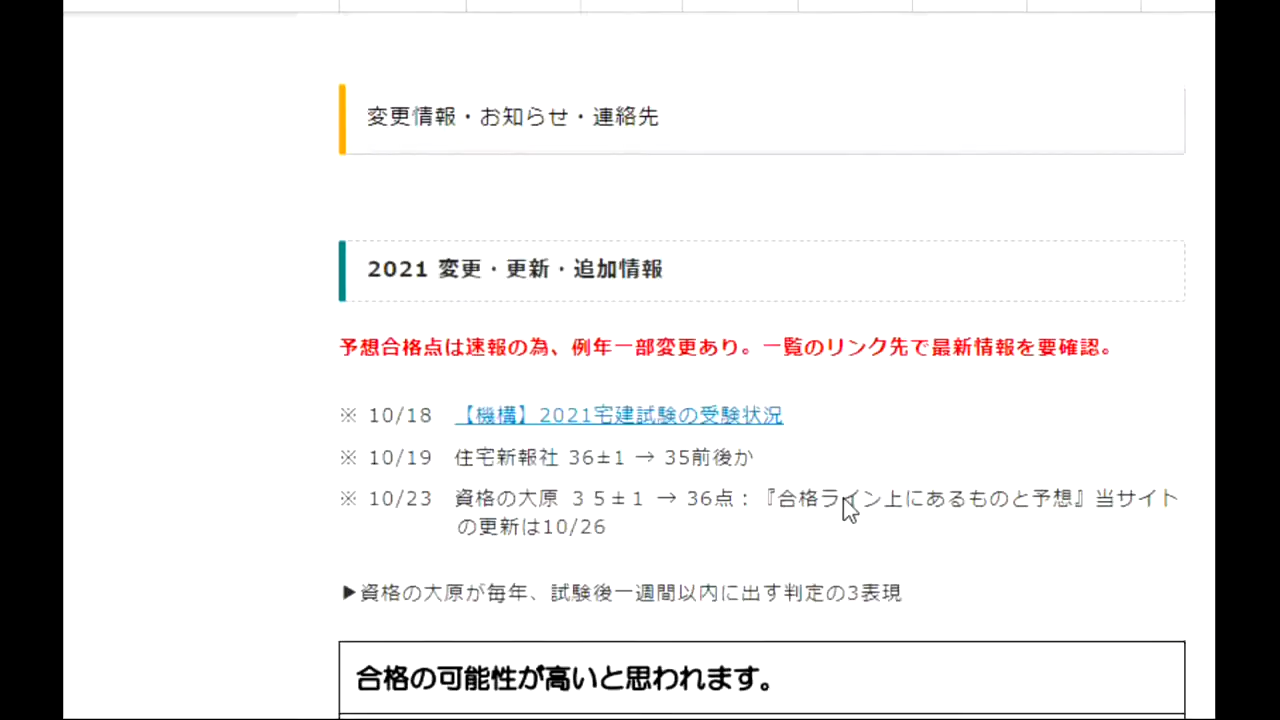 変更情報・お知らせ・連絡先
2021 変更・更新・追加情報
予想合格点は速報の為、例年一部変更あり。一覧のリンク先で最新情報を要確認。
※ 10/18 【機構】2021宅建試験の受験状況
※ 10/19 住宅新報社 36±1 → 35前後か
※ 10/23 資格の大原 ３５±１ → 36点：『合格ライン上にあるものと予想』当サイト
の更新は10/26
▶資格の大原が毎年、試験後一週間以内に出す判定の3表現
合格の可能性が高いと思われます。